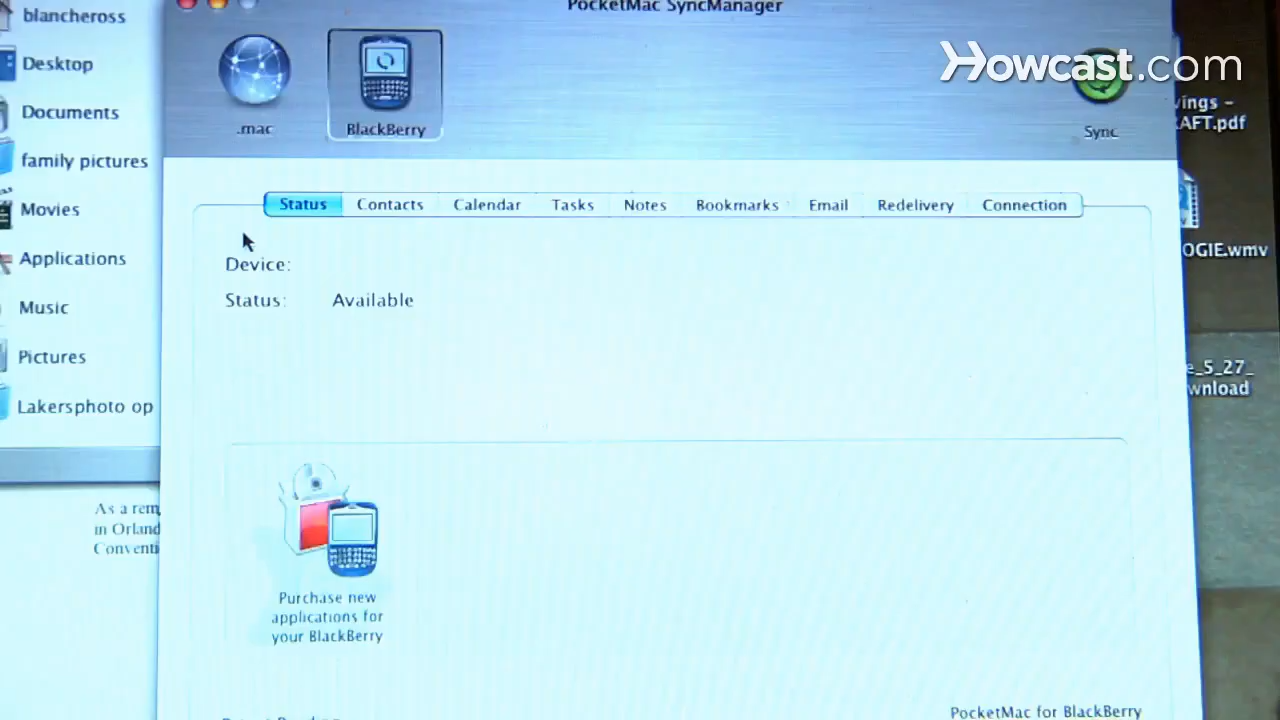 PocketMac SyncManager
blancheross
Desktop
Documents
family pictures
Movies
Applications
Music
Pictures
Lakersphoto op
.mac
BlackBerry
Howcast.com
Sync
vings -
AFT.pdf
OGIE.wmv
e_5_27_
wnload
Status Contacts Calendar Tasks Notes Bookmarks Email Redelivery Connection
Device:
Status: Available
As a rem
in Orland
Conventi
Purchase new
applications for
your BlackBerry
PocketMac for BlackBerry